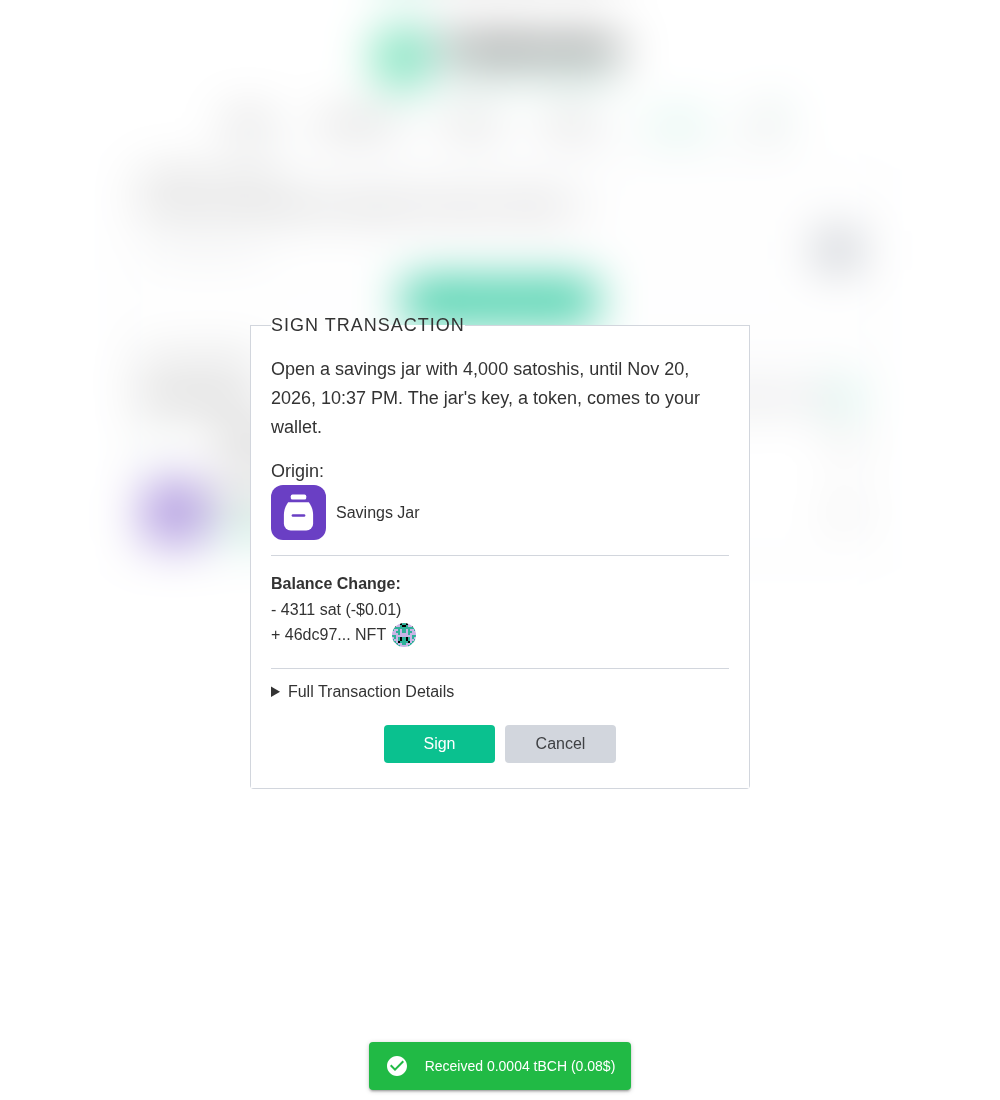 SIGN TRANSACTION
Open a savings jar with 4,000 satoshis, until Nov 20,
2026, 10:37 PM. The jar's key, a token, comes to your
wallet.
Origin:
Savings Jar
Balance Change:
- 4311 sat (-$0.01)
+ 46dc97... NFT
Full Transaction Details
Sign
Cancel
Received 0.0004 tBCH (0.08$)